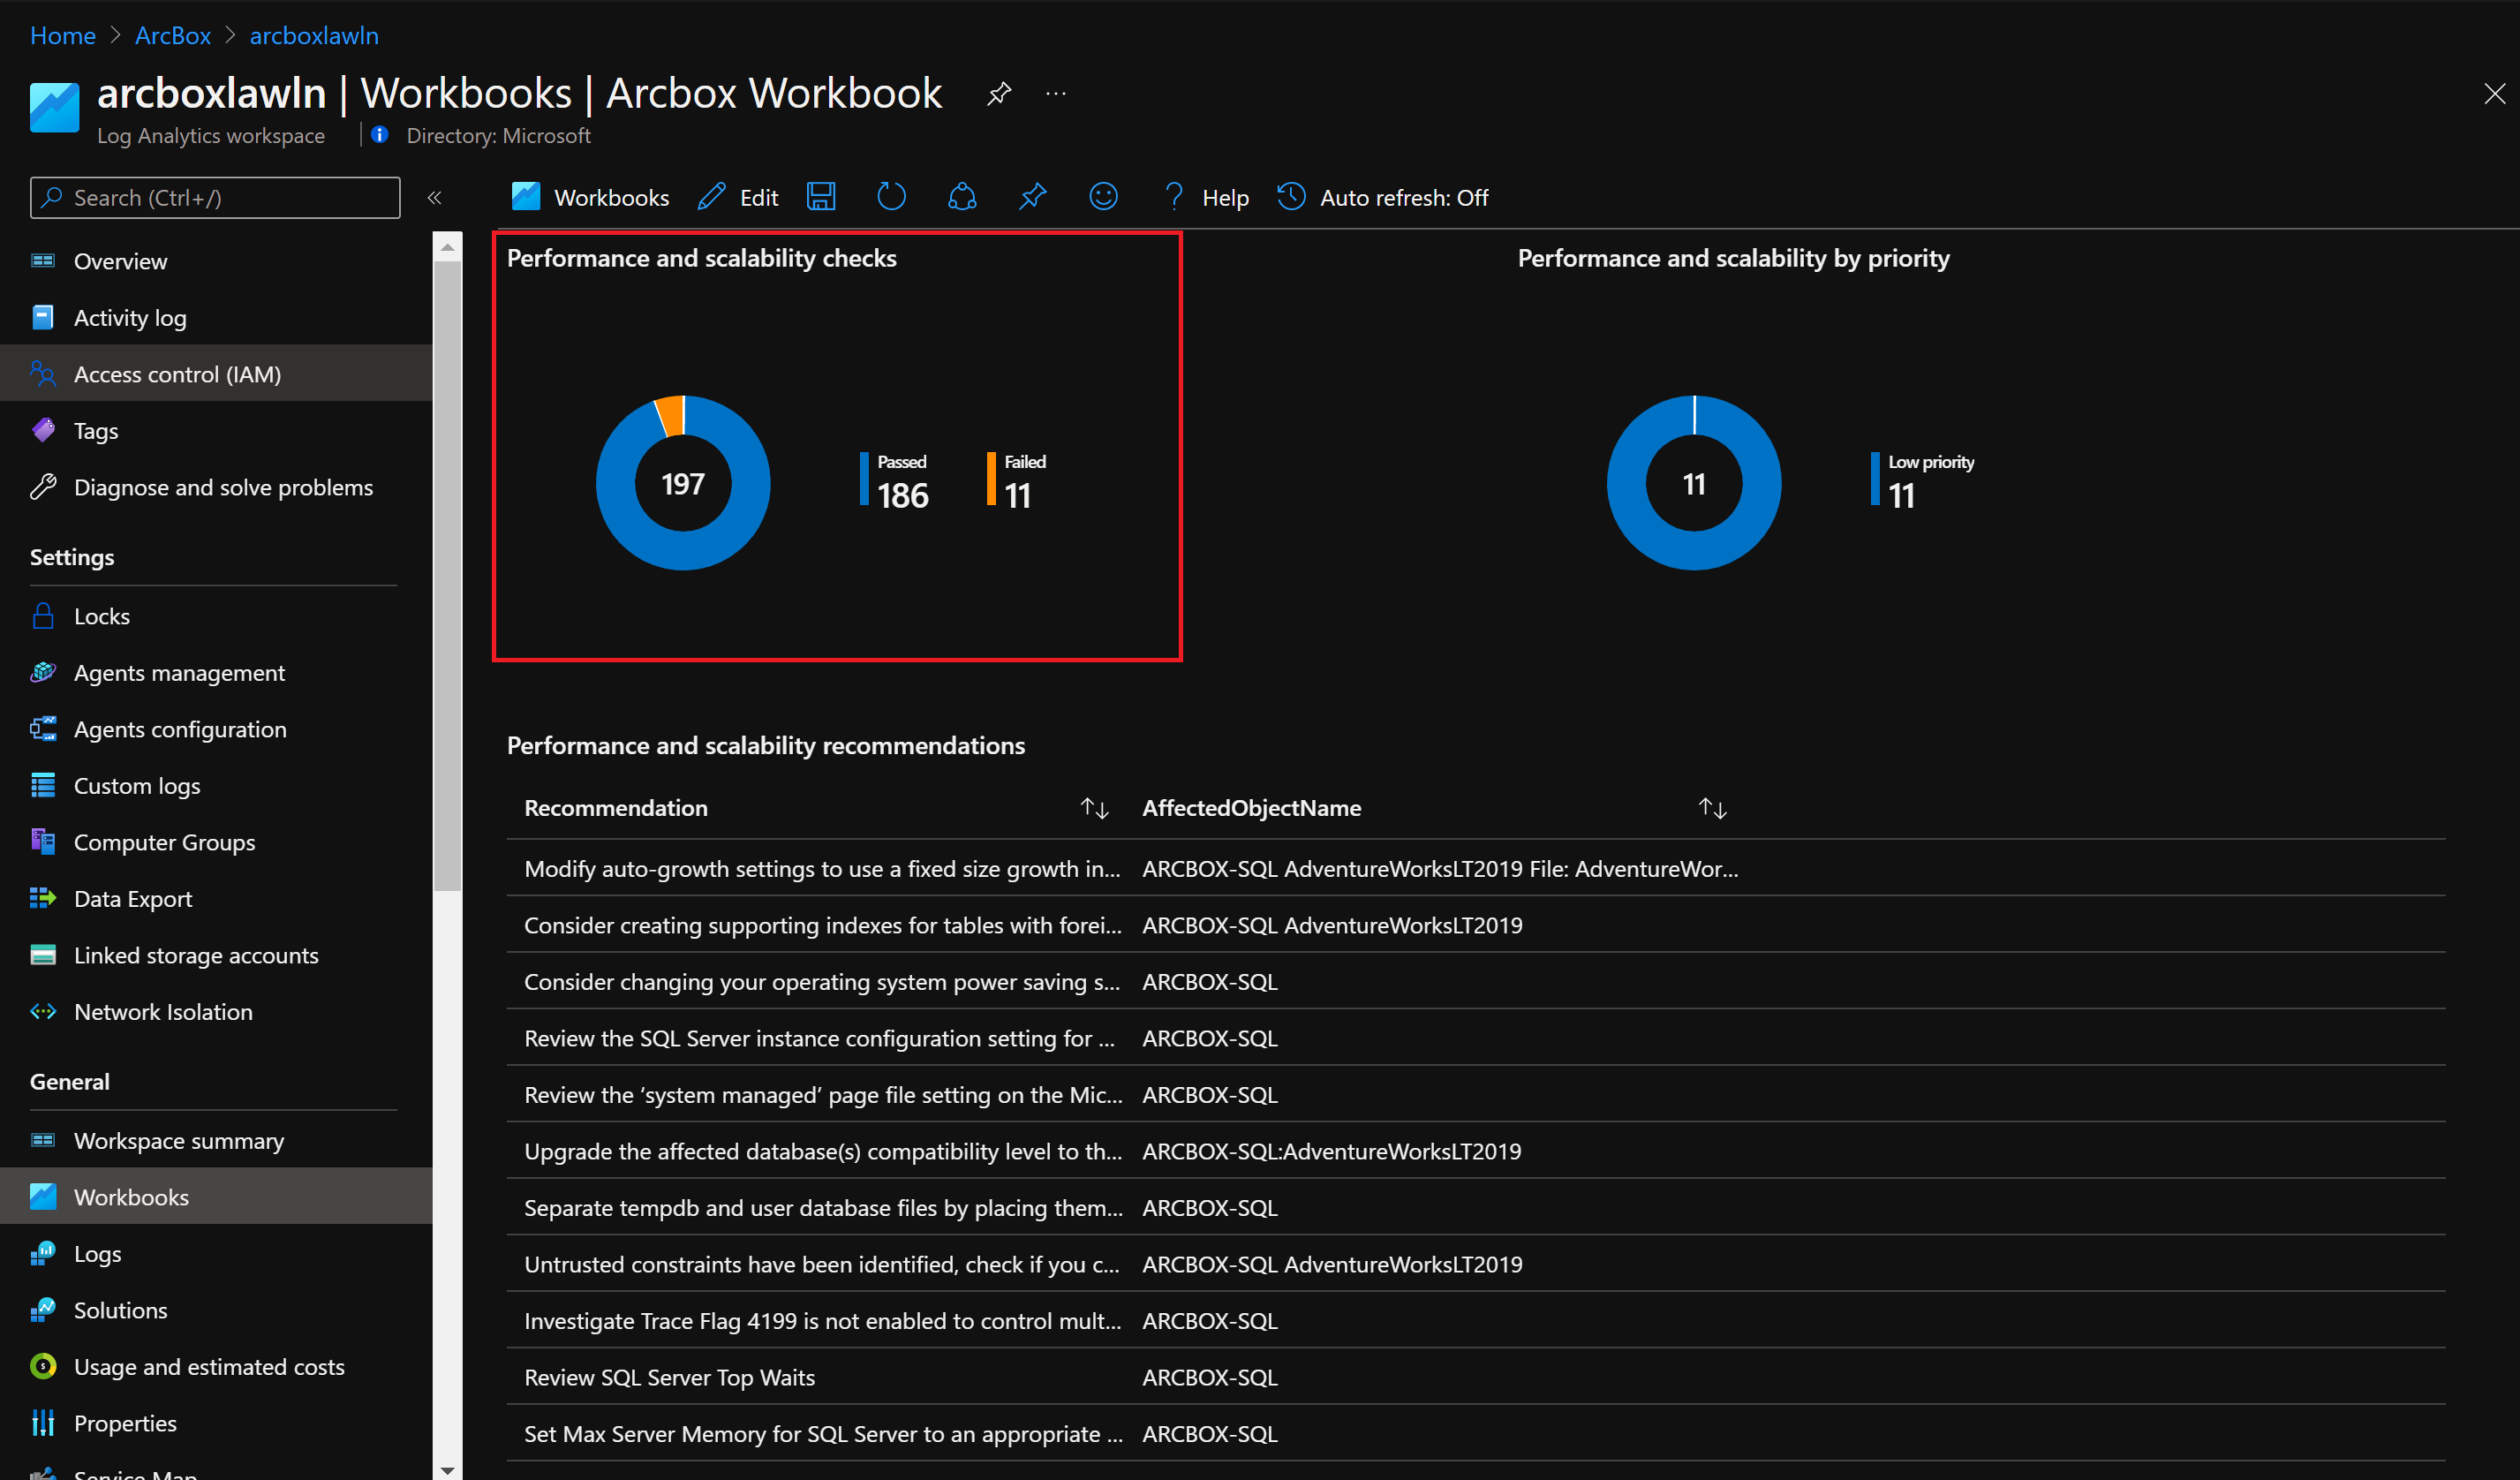 Home > ArcBox > arcboxlawln
arcboxlawln | Workbooks | Arcbox Workbook ...
Log Analytics workspace | Directory: Microsoft
Search (Ctrl+/) «
Workbooks Edit Help Auto refresh: Off
Overview
Activity log
Access control (IAM)
Tags
Diagnose and solve problems
Settings
Locks
Agents management
Agents configuration
Custom logs
Computer Groups
Data Export
Linked storage accounts
Network Isolation
General
Workspace summary
Workbooks
Logs
Solutions
Usage and estimated costs
Properties
Service Map
Performance and scalability checks
197
Passed
186
Failed
11
Performance and scalability by priority
11
Low priority
11
Performance and scalability recommendations
Recommendation ↑↓ AffectedObjectName ↑↓
Modify auto-growth settings to use a fixed size growth in... ARCBOX-SQL AdventureWorksLT2019 File: AdventureWor...
Consider creating supporting indexes for tables with forei... ARCBOX-SQL AdventureWorksLT2019
Consider changing your operating system power saving s... ARCBOX-SQL
Review the SQL Server instance configuration setting for ... ARCBOX-SQL
Review the ‘system managed’ page file setting on the Mic... ARCBOX-SQL
Upgrade the affected database(s) compatibility level to th... ARCBOX-SQL:AdventureWorksLT2019
Separate tempdb and user database files by placing them... ARCBOX-SQL
Untrusted constraints have been identified, check if you c... ARCBOX-SQL AdventureWorksLT2019
Investigate Trace Flag 4199 is not enabled to control mult... ARCBOX-SQL
Review SQL Server Top Waits ARCBOX-SQL
Set Max Server Memory for SQL Server to an appropriate ... ARCBOX-SQL